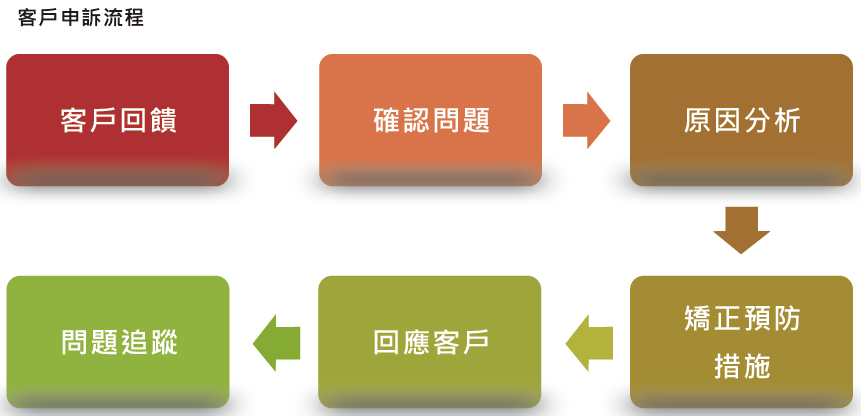 客戶申訴流程
客戶回饋
確認問題
原因分析
矯正預防
措施
回應客戶
問題追蹤